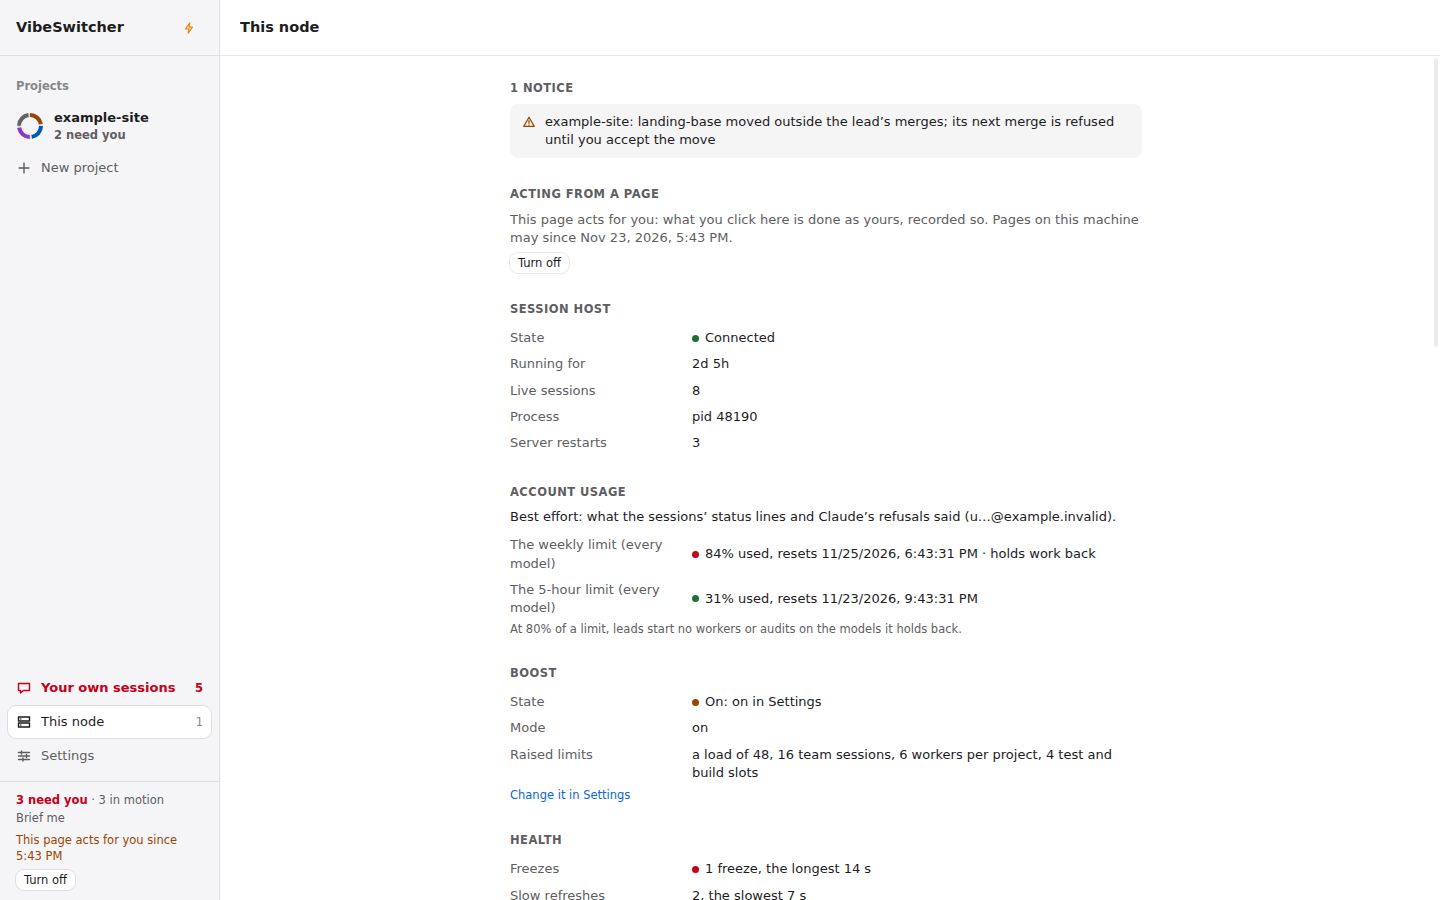 VibeSwitcher
Projects
example-site
2 need you
New project
Your own sessions 5
This node 1
Settings
3 need you · 3 in motion
Brief me
This page acts for you since
5:43 PM
Turn off
This node
1 NOTICE
example-site: landing-base moved outside the lead’s merges; its next merge is refused
until you accept the move
ACTING FROM A PAGE
This page acts for you: what you click here is done as yours, recorded so. Pages on this machine
may since Nov 23, 2026, 5:43 PM.
Turn off
SESSION HOST
State Connected
Running for 2d 5h
Live sessions 8
Process pid 48190
Server restarts 3
ACCOUNT USAGE
Best effort: what the sessions’ status lines and Claude’s refusals said (u…@example.invalid).
The weekly limit (every
model)
84% used, resets 11/25/2026, 6:43:31 PM · holds work back
The 5-hour limit (every
model)
31% used, resets 11/23/2026, 9:43:31 PM
At 80% of a limit, leads start no workers or audits on the models it holds back.
BOOST
State On: on in Settings
Mode on
Raised limits a load of 48, 16 team sessions, 6 workers per project, 4 test and
build slots
Change it in Settings
HEALTH
Freezes 1 freeze, the longest 14 s
Slow refreshes 2, the slowest 7 s